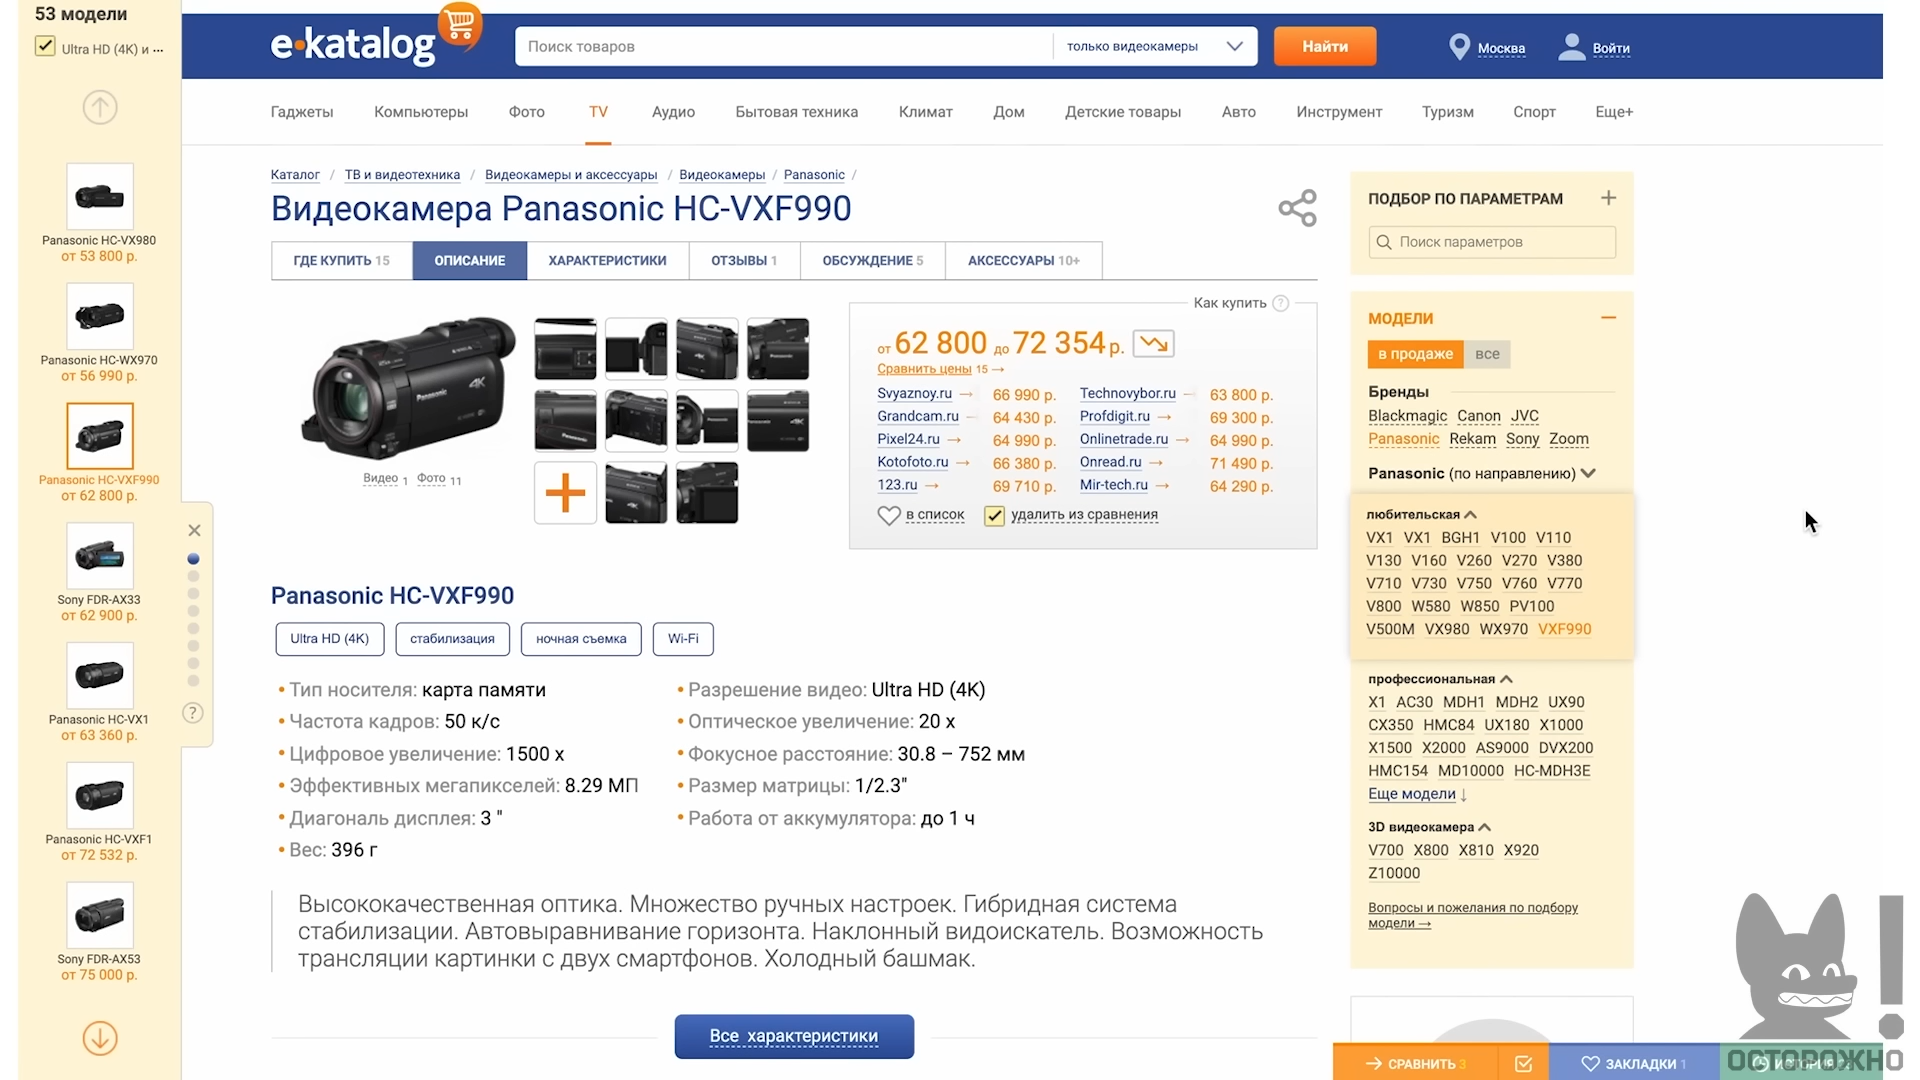 53 модели
Ultra HD (4K) и ...
Panasonic HC-VX980
от 53 800 р.
Panasonic HC-WX970
от 56 990 р.
Panasonic HC-VXF990
от 62 800 р.
Sony FDR-AX33
от 62 900 р.
Panasonic HC-VX1
от 63 360 р.
Panasonic HC-VXF1
от 72 532 р.
Sony FDR-AX53
от 75 000 р.
?
e·katalog
Поиск товаров
только видеокамеры
Найти
Москва
Войти
Гаджеты Компьютеры Фото TV Аудио Бытовая техника Климат Дом Детские товары Авто Инструмент Туризм Спорт Еще+
Каталог / ТВ и видеотехника / Видеокамеры и аксессуары / Видеокамеры / Panasonic /
Видеокамера Panasonic HC-VXF990
ГДЕ КУПИТЬ 15 ОПИСАНИЕ ХАРАКТЕРИСТИКИ ОТЗЫВЫ 1 ОБСУЖДЕНИЕ 5 АКСЕССУАРЫ 10+
Видео 1 Фото 11
Как купить ?
от 62 800 до 72 354 р.
Сравнить цены 15 →
Svyaznoy.ru → 66 990 р. Technovybor.ru → 63 800 р.
Grandcam.ru → 64 430 р. Profdigit.ru → 69 300 р.
Pixel24.ru → 64 990 р. Onlinetrade.ru → 64 990 р.
Kotofoto.ru → 66 380 р. Onread.ru → 71 490 р.
123.ru → 69 710 р. Mir-tech.ru → 64 290 р.
в список удалить из сравнения
Panasonic HC-VXF990
Ultra HD (4K) стабилизация ночная съемка Wi-Fi
• Тип носителя: карта памяти
• Частота кадров: 50 к/с
• Цифровое увеличение: 1500 x
• Эффективных мегапикселей: 8.29 МП
• Диагональ дисплея: 3 "
• Вес: 396 г
• Разрешение видео: Ultra HD (4K)
• Оптическое увеличение: 20 x
• Фокусное расстояние: 30.8 – 752 мм
• Размер матрицы: 1/2.3"
• Работа от аккумулятора: до 1 ч
Высококачественная оптика. Множество ручных настроек. Гибридная система
стабилизации. Автовыравнивание горизонта. Наклонный видоискатель. Возможность
трансляции картинки с двух смартфонов. Холодный башмак.
Все характеристики
ПОДБОР ПО ПАРАМЕТРАМ +
Поиск параметров
МОДЕЛИ
в продаже все
Бренды
Blackmagic Canon JVC
Panasonic Rekam Sony Zoom
Panasonic (по направлению)
любительская
VX1 VX1 BGH1 V100 V110
V130 V160 V260 V270 V380
V710 V730 V750 V760 V770
V800 W580 W850 PV100
V500M VX980 WX970 VXF990
профессиональная
X1 AC30 MDH1 MDH2 UX90
CX350 HMC84 UX180 X1000
X1500 X2000 AS9000 DVX200
HMC154 MD10000 HC-MDH3E
Еще модели ↓
3D видеокамера
V700 X800 X810 X920
Z10000
Вопросы и пожелания по подбору
модели →
→ СРАВНИТЬ 3
ЗАКЛАДКИ 1
ОСТОРОЖНО